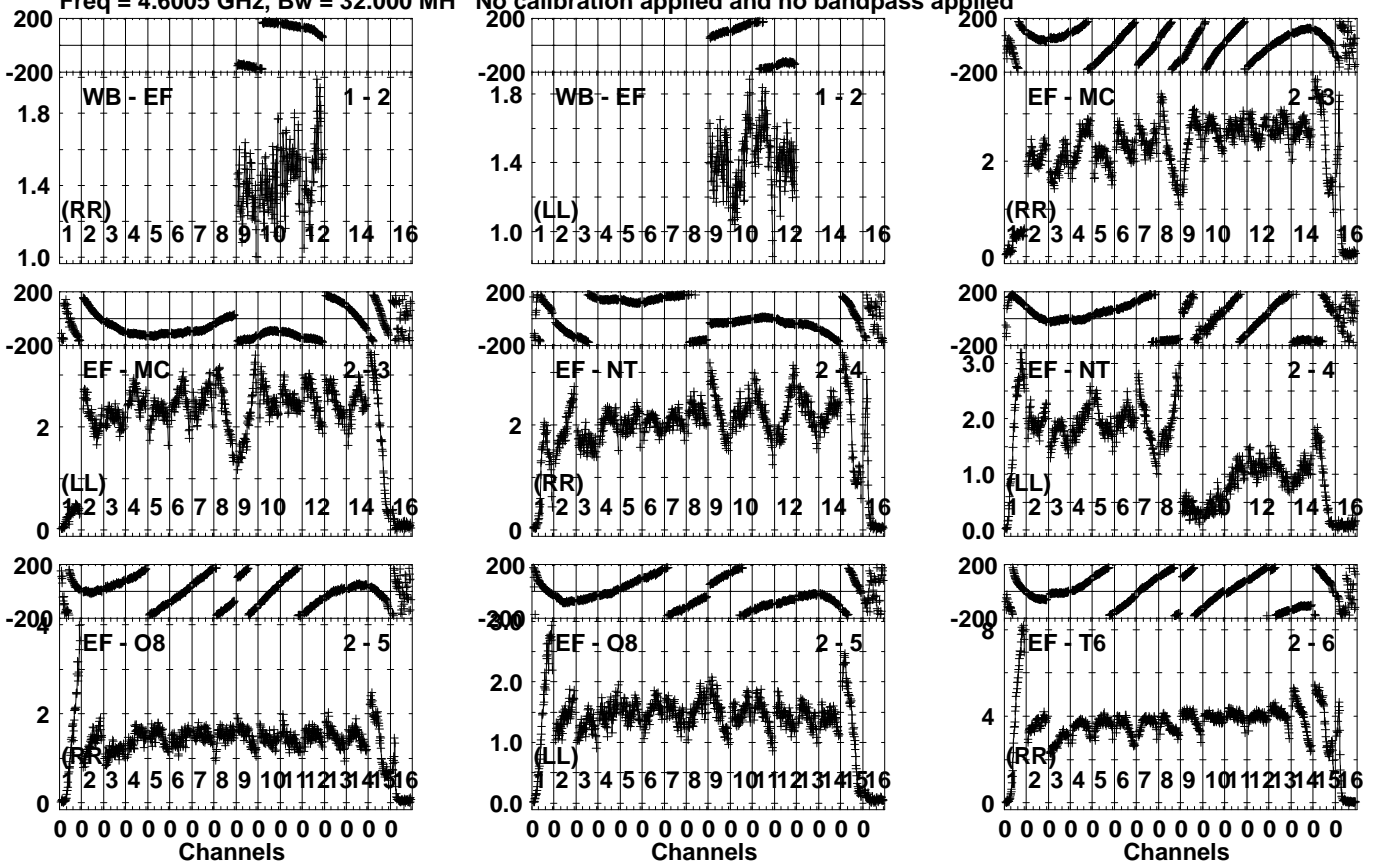 Freq = 4.6005 GHz, Bw = 32.000 MH No calibration applied and no bandpass applied
200
-200
WB - EF 1 - 2
1.8
1.4
(RR)
1 2 3 4 5 6 7 8 9 10 12 14 16
1.0
200
-200
WB - EF 1 - 2
1.8
1.4
(LL)
1 2 3 4 5 6 7 8 9 10 12 14 16
1.0
200
-200
EF - MC 2 - 3
2
(RR)
1 2 3 4 5 6 7 8 9 10 12 14 16
0
200
-200
EF - MC 2 - 3
2
(LL)
1 2 3 4 5 6 7 8 9 10 12 14 16
0
200
-200
EF - NT 2 - 4
2
(RR)
1 2 3 4 5 6 7 8 9 10 12 14 16
0
200
-200
3.0
EF - NT 2 - 4
2.0
1.0
(LL)
1 2 3 4 5 6 7 8 9 10 12 14 16
0.0
200
-200
4
EF - O8 2 - 5
2
(RR)
2 3 4 5 6 7 8 9 10 11 12 13 14 15 16
0
200
-200
3.0
EF - O8 2 - 5
2.0
1.0
(LL)
1 2 3 4 5 6 7 8 9 10 11 12 13 14 15 16
0.0
200
-200
8
EF - T6 2 - 6
4
(RR)
1 2 3 4 5 6 7 8 9 10 11 12 13 14 15 16
0
0 0 0 0 0 0 0 0 0 0 0 0 0 0 0 0
Channels
0 0 0 0 0 0 0 0 0 0 0 0 0 0 0 0
Channels
0 0 0 0 0 0 0 0 0 0 0 0 0 0 0 0
Channels